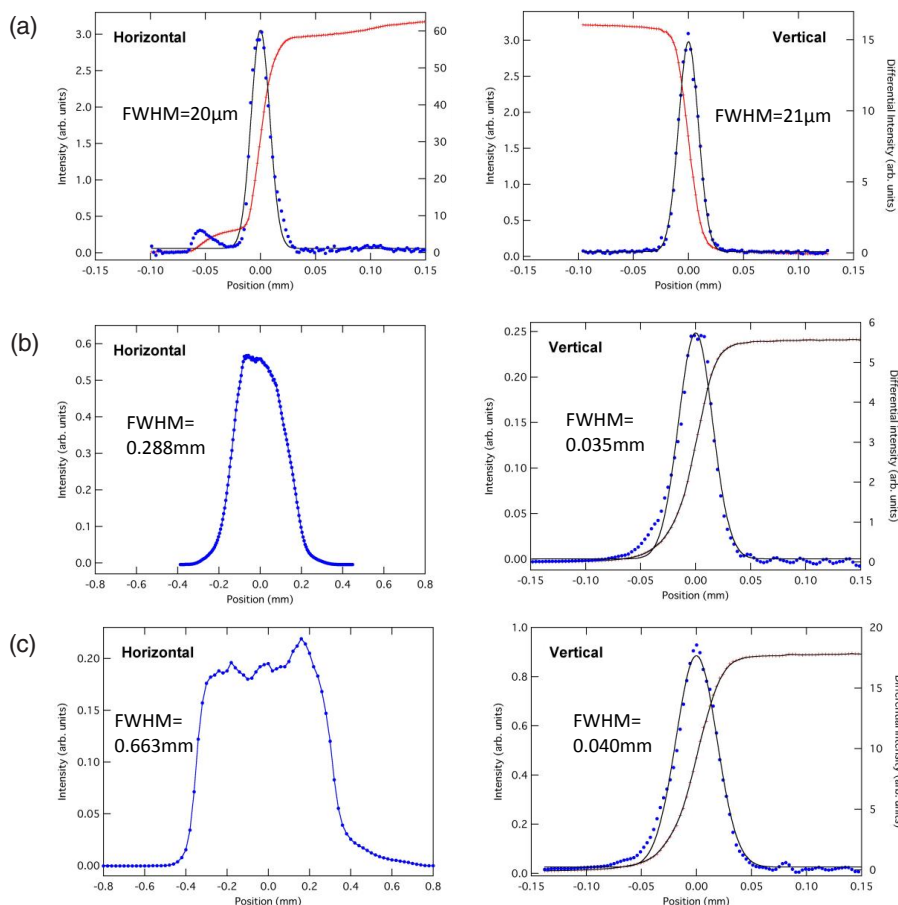 (a)
Horizontal
FWHM=20µm
Intensity (arb. units)
3.0
2.5
2.0
1.5
1.0
0.5
0.0
60
50
40
30
20
10
0
-0.15 -0.10 -0.05 0.00 0.05 0.10 0.15
Position (mm)
Vertical
FWHM=21µm
Intensity (arb. units)
3.0
2.5
2.0
1.5
1.0
0.5
0.0
15
10
5
0
Differential Intensity (arb. units)
-0.15 -0.10 -0.05 0.00 0.05 0.10 0.15
Position (mm)
(b)
Horizontal
FWHM=
0.288mm
Intensity (arb. units)
0.6
0.5
0.4
0.3
0.2
0.1
0.0
-0.8 -0.6 -0.4 -0.2 0.0 0.2 0.4 0.6 0.8
Position (mm)
Vertical
FWHM=
0.035mm
Intensity (arb. units)
0.25
0.20
0.15
0.10
0.05
0.00
6
5
4
3
2
1
0
Differential intensity (arb. units)
-0.15 -0.10 -0.05 0.00 0.05 0.10 0.15
Position (mm)
(c)
Horizontal
FWHM=
0.663mm
Intensity (arb. units)
0.20
0.15
0.10
0.05
0.00
-0.8 -0.6 -0.4 -0.2 0.0 0.2 0.4 0.6 0.8
Position (mm)
Vertical
FWHM=
0.040mm
Intensity (arb. units)
1.0
0.8
0.6
0.4
0.2
0.0
20
15
10
5
0
Differential intensity (arb. units)
-0.15 -0.10 -0.05 0.00 0.05 0.10 0.15
Position (mm)